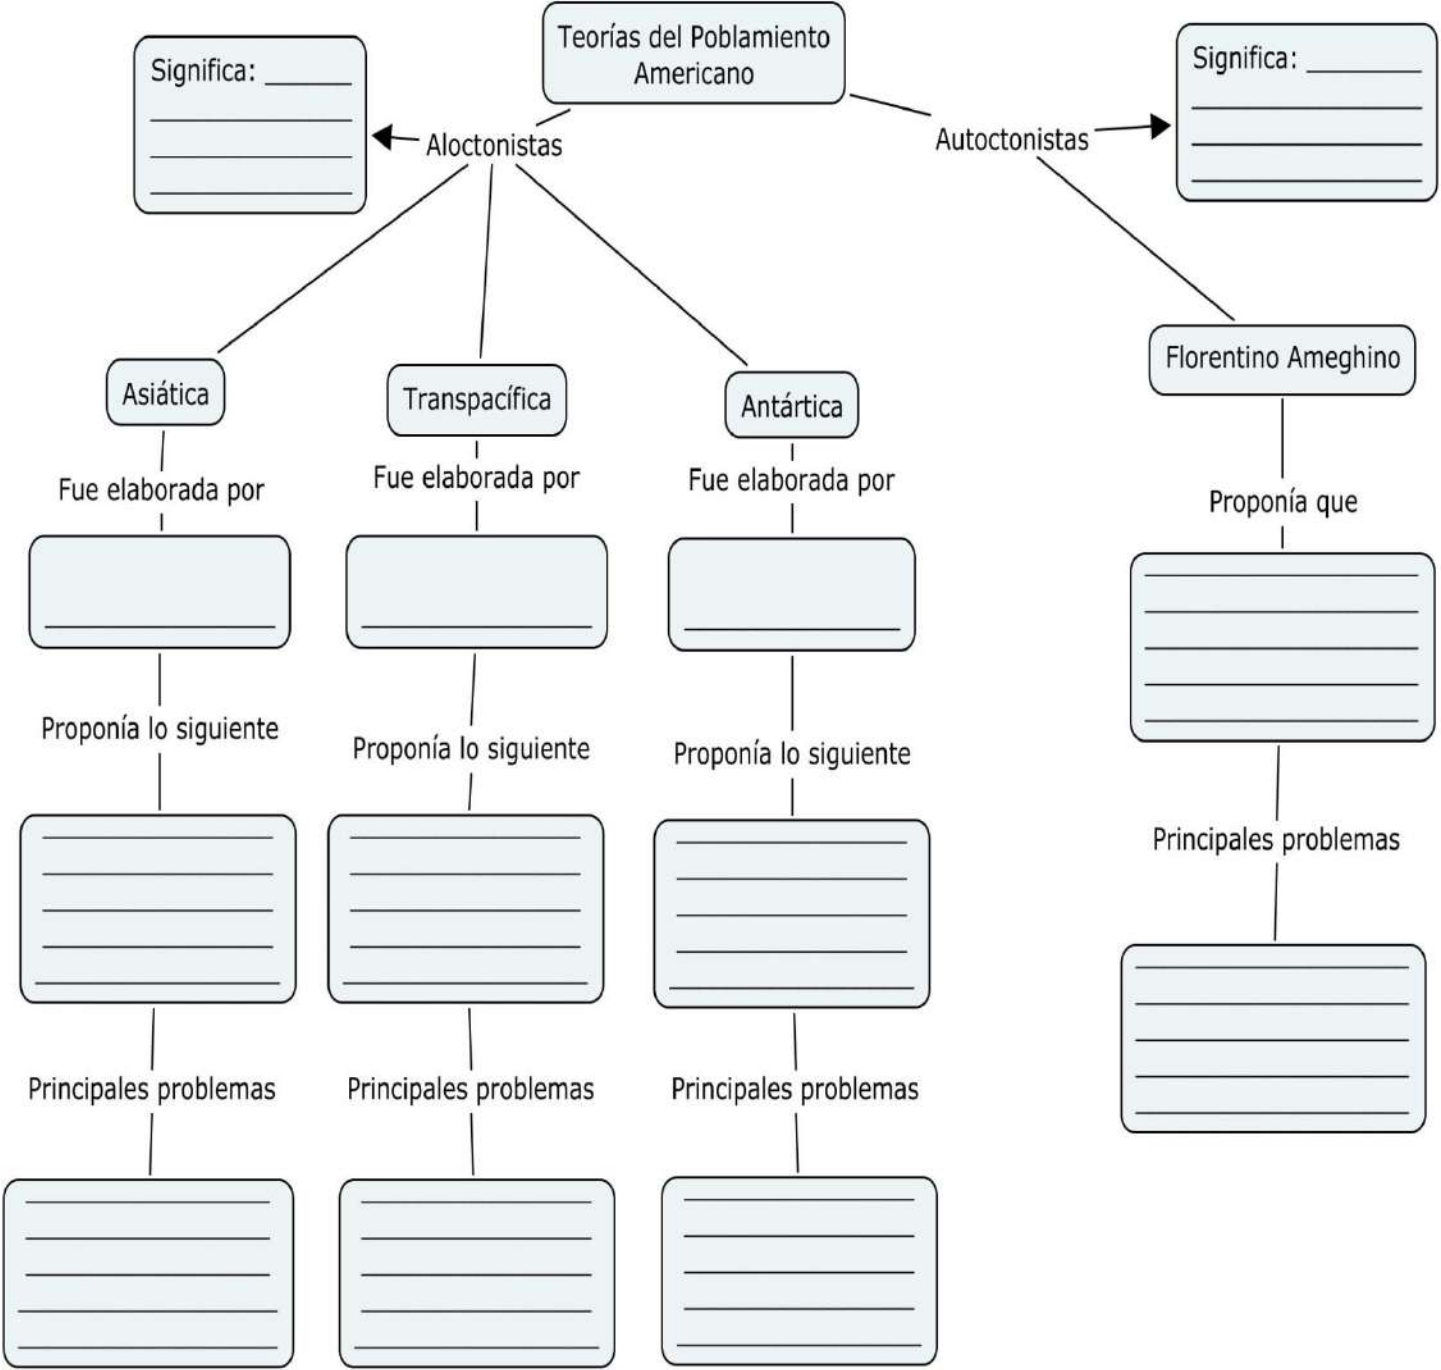 Teorías del Poblamiento
Americano
Significa:
Significa:
Aloctonistas
Autoctonistas
Asiática
Transpacífica
Antártica
Florentino Ameghino
Fue elaborada por
Fue elaborada por
Fue elaborada por
Proponía que
Proponía lo siguiente
Proponía lo siguiente
Proponía lo siguiente
Principales problemas
Principales problemas
Principales problemas
Principales problemas